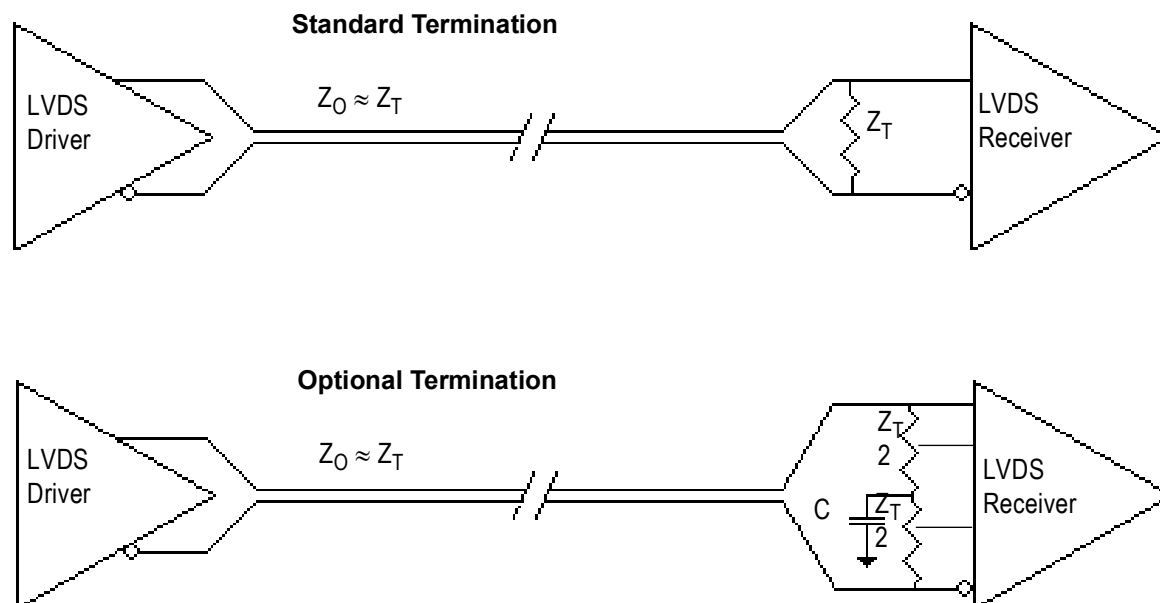 Standard Termination
LVDS
Driver
Z_O ≈ Z_T
Z_T
LVDS
Receiver
Optional Termination
LVDS
Driver
Z_O ≈ Z_T
Z_T
2
C
Z_T
2
LVDS
Receiver